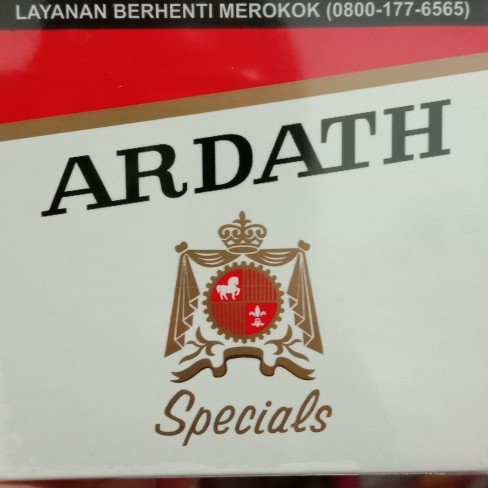 LAYANAN BERHENTI MEROKOK (0800-177-6565)
ARDATH
Specials